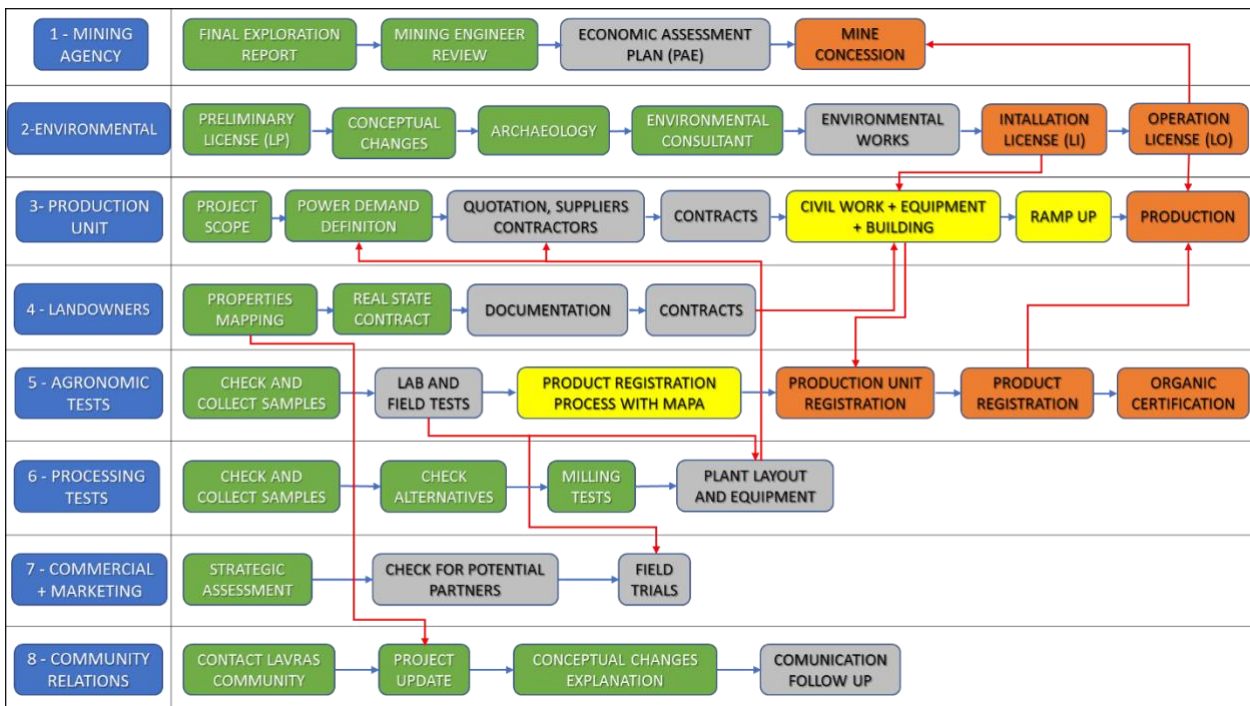 1 - MINING
AGENCY
FINAL EXPLORATION
REPORT
MINING ENGINEER
REVIEW
ECONOMIC ASSESSMENT
PLAN (PAE)
MINE
CONCESSION
2-ENVIRONMENTAL
PRELIMINARY
LICENSE (LP)
CONCEPTUAL
CHANGES
ARCHAEOLOGY
ENVIRONMENTAL
CONSULTANT
ENVIRONMENTAL
WORKS
INTALLATION
LICENSE (LI)
OPERATION
LICENSE (LO)
3- PRODUCTION
UNIT
PROJECT
SCOPE
POWER DEMAND
DEFINITON
QUOTATION, SUPPLIERS
CONTRACTORS
CONTRACTS
CIVIL WORK + EQUIPMENT
+ BUILDING
RAMP UP
PRODUCTION
4 - LANDOWNERS
PROPERTIES
MAPPING
REAL STATE
CONTRACT
DOCUMENTATION
CONTRACTS
5 - AGRONOMIC
TESTS
CHECK AND
COLLECT SAMPLES
LAB AND
FIELD TESTS
PRODUCT REGISTRATION
PROCESS WITH MAPA
PRODUCTION UNIT
REGISTRATION
PRODUCT
REGISTRATION
ORGANIC
CERTIFICATION
6 - PROCESSING
TESTS
CHECK AND
COLLECT SAMPLES
CHECK
ALTERNATIVES
MILLING
TESTS
PLANT LAYOUT
AND EQUIPMENT
7 - COMMERCIAL
+ MARKETING
STRATEGIC
ASSESSMENT
CHECK FOR POTENTIAL
PARTNERS
FIELD
TRIALS
8 - COMMUNITY
RELATIONS
CONTACT LAVRAS
COMMUNITY
PROJECT
UPDATE
CONCEPTUAL CHANGES
EXPLANATION
COMUNICATION
FOLLOW UP